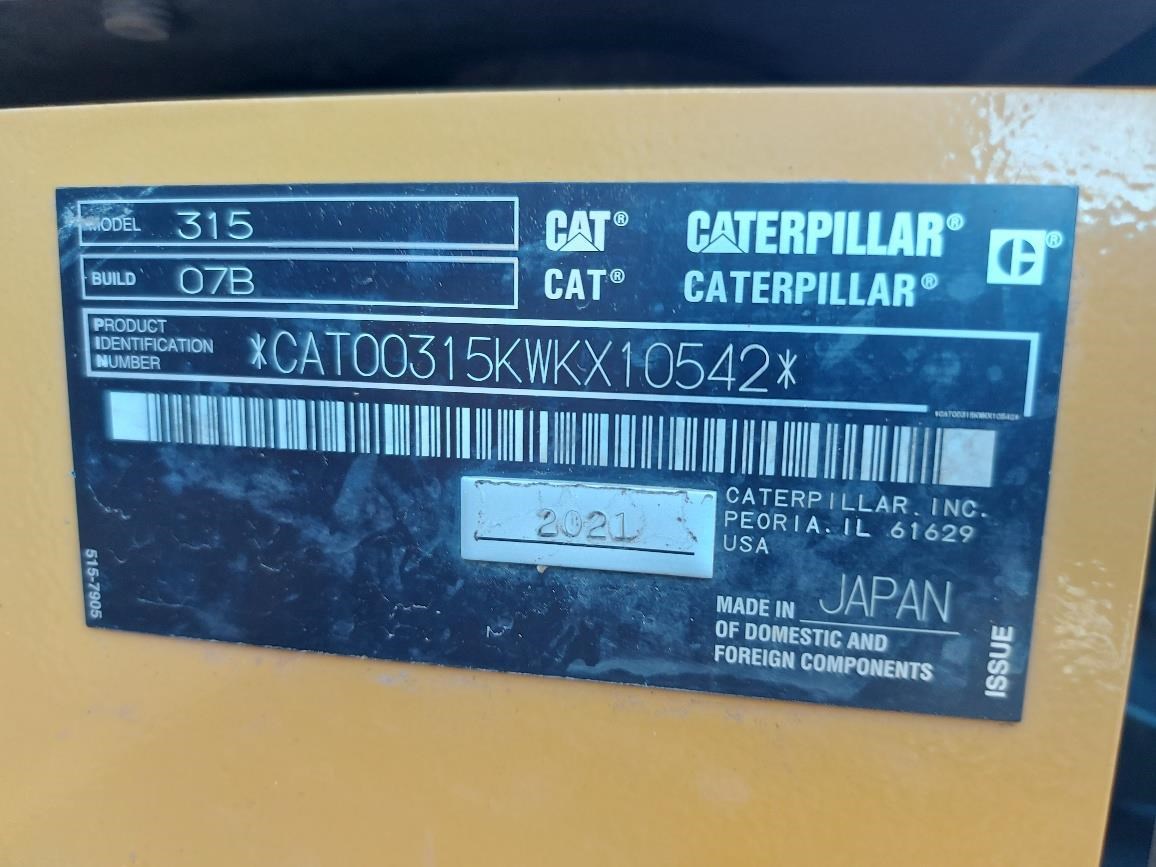 MODEL 315
BUILD 07B
CAT® CATERPILLAR® ®
CAT® CATERPILLAR®
PRODUCT
IDENTIFICATION
NUMBER
*CAT00315KWKX10542*
*CAT00315KWKX10542*
2021
CATERPILLAR INC.
PEORIA, IL 61629
USA
MADE IN JAPAN
OF DOMESTIC AND
FOREIGN COMPONENTS
515-7905
ISSUE